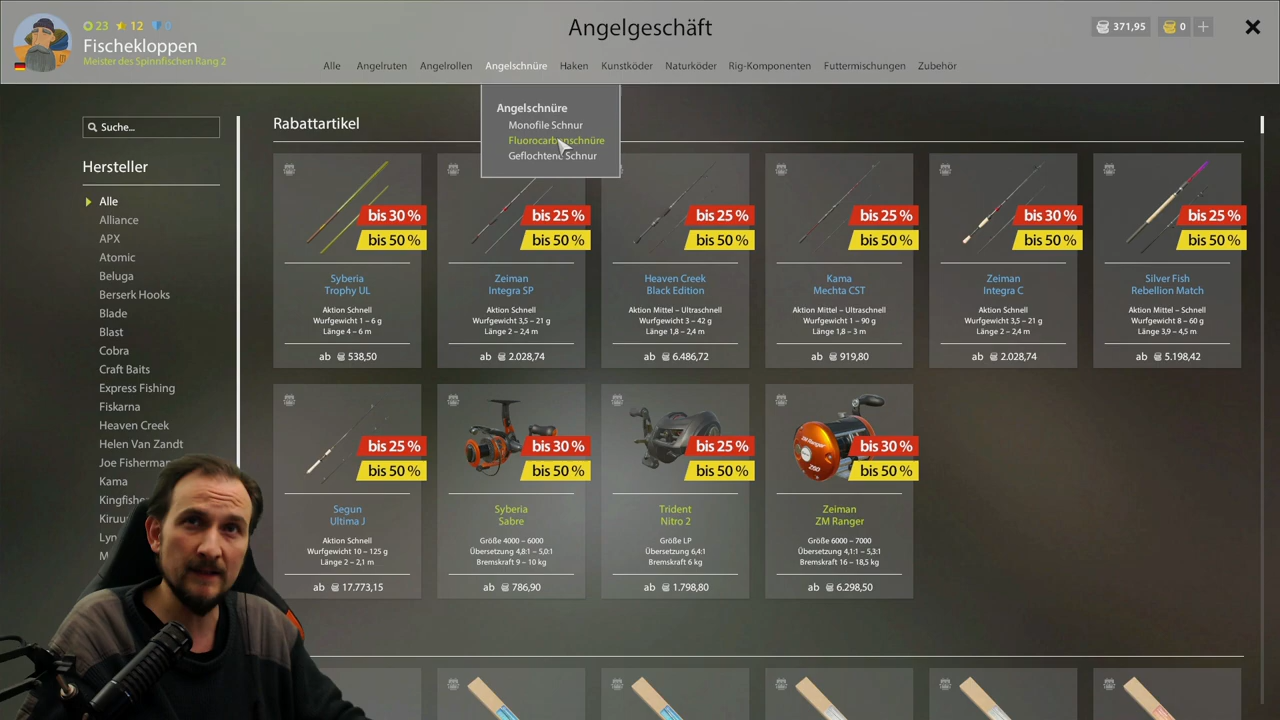 23 12 0
Fischekloppen
Meister des Spinnfischen Rang 2
Angelgeschäft
371,95
0
Alle Angelruten Angelrollen Angelschnüre Haken Kunstköder Naturköder Rig-Komponenten Futtermischungen Zubehör
Angelschnüre
Monofile Schnur
Fluorocarbonschnüre
Geflochtene Schnur
Suche...
Hersteller
Alle
Alliance
APX
Atomic
Beluga
Berserk Hooks
Blade
Blast
Cobra
Craft Baits
Express Fishing
Fiskarna
Heaven Creek
Helen Van Zandt
Joe Fisherman
Kama
Rabattartikel
bis 30 %
bis 50 %
Syberia
Trophy UL
Aktion Schnell
Wurfgewicht 1 – 6 g
Länge 4 – 6 m
ab 538,50
bis 25 %
bis 50 %
Zeiman
Integra SP
Aktion Schnell
Wurfgewicht 3,5 – 21 g
Länge 2 – 2,4 m
ab 2.028,74
bis 25 %
bis 50 %
Heaven Creek
Black Edition
Aktion Mittel – Ultraschnell
Wurfgewicht 3 – 42 g
Länge 1,8 – 2,4 m
ab 6.486,72
bis 25 %
bis 50 %
Kama
Mechta CST
Aktion Mittel – Ultraschnell
Wurfgewicht 1 – 90 g
Länge 1,8 – 3 m
ab 919,80
bis 30 %
bis 50 %
Zeiman
Integra C
Aktion Schnell
Wurfgewicht 3,5 – 21 g
Länge 2 – 2,4 m
ab 2.028,74
bis 25 %
bis 50 %
Silver Fish
Rebellion Match
Aktion Mittel – Schnell
Wurfgewicht 8 – 60 g
Länge 3,9 – 4,5 m
ab 5.198,42
bis 25 %
bis 50 %
Segun
Ultima J
Aktion Schnell
Wurfgewicht 10 – 125 g
Länge 2 – 2,1 m
ab 17.773,15
bis 30 %
bis 50 %
Syberia
Sabre
Größe 4000 – 6000
Übersetzung 4,8:1 – 5,0:1
Bremskraft 9 – 10 kg
ab 786,90
bis 25 %
bis 50 %
Trident
Nitro 2
Größe LP
Übersetzung 6,4:1
Bremskraft 6 kg
ab 1.798,80
bis 30 %
bis 50 %
Zeiman
ZM Ranger
Größe 6000 – 7000
Übersetzung 4,1:1 – 5,3:1
Bremskraft 16 – 18,5 kg
ab 6.298,50